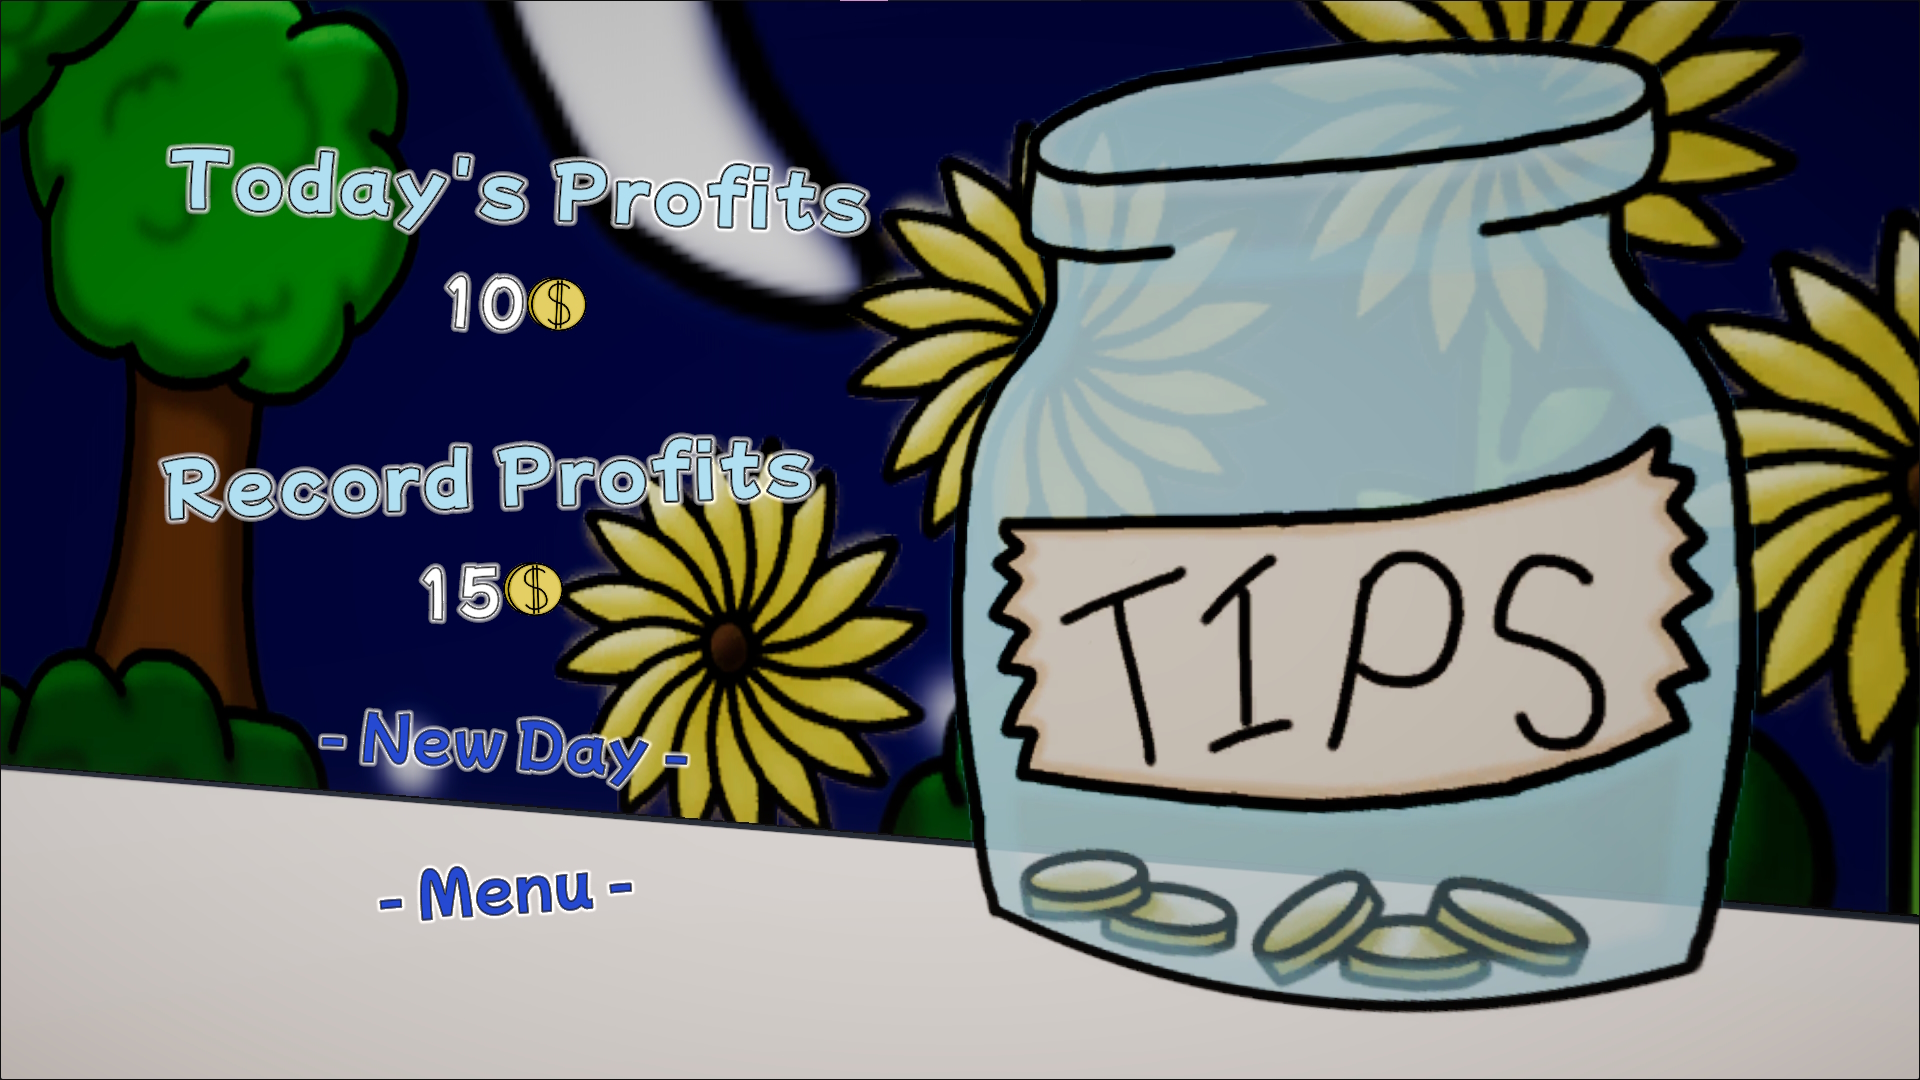 Today's Profits
10$
Record Profits
15$
- New Day -
- Menu -
TIPS